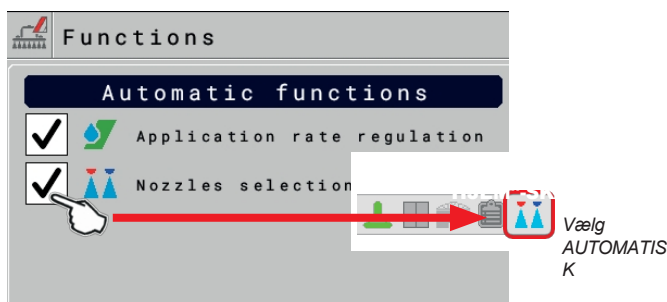 Functions
Automatic functions
Application rate regulation
Nozzles selection
Vælg
AUTOMATIS
K